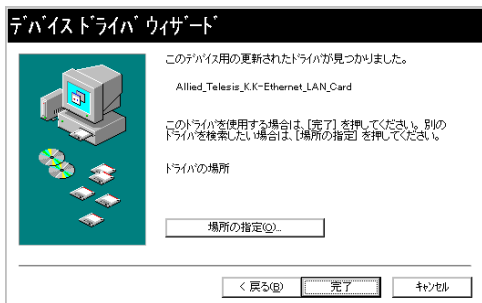 ﾃﾞﾊﾞｲｽ ﾄﾞﾗｲﾊﾞ ｳｨｻﾞｰﾄﾞ
このﾃﾞﾊﾞｲｽ用の更新されたﾄﾞﾗｲﾊﾞが見つかりました。
Allied_Telesis_K.K-Ethernet_LAN_Card
このﾄﾞﾗｲﾊﾞを使用する場合は、[完了] を押してください。別の
ﾄﾞﾗｲﾊﾞを検索したい場合は、[場所の指定] を押してください。
ﾄﾞﾗｲﾊﾞの場所
場所の指定(O)...
< 戻る(B)
完了
ｷｬﾝｾﾙ